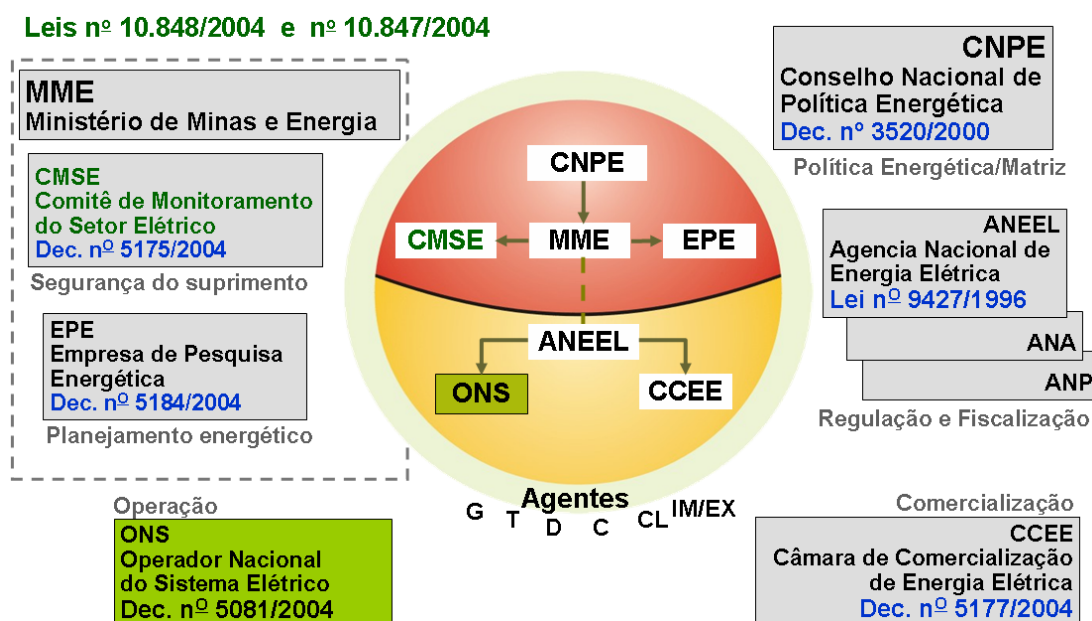 Leis nº 10.848/2004 e nº 10.847/2004
MME
Ministério de Minas e Energia
CMSE
Comitê de Monitoramento
do Setor Elétrico
Dec. nº 5175/2004
Segurança do suprimento
EPE
Empresa de Pesquisa
Energética
Dec. nº 5184/2004
Planejamento energético
CNPE
CMSE
MME
EPE
ANEEL
ONS
CCEE
Agentes
G T D C CL IM/EX
CNPE
Conselho Nacional de
Política Energética
Dec. nº 3520/2000
Política Energética/Matriz
ANEEL
Agencia Nacional de
Energia Elétrica
Lei nº 9427/1996
ANA
ANP
Regulação e Fiscalização
Operação
ONS
Operador Nacional
do Sistema Elétrico
Dec. nº 5081/2004
Comercialização
CCEE
Câmara de Comercialização
de Energia Elétrica
Dec. nº 5177/2004